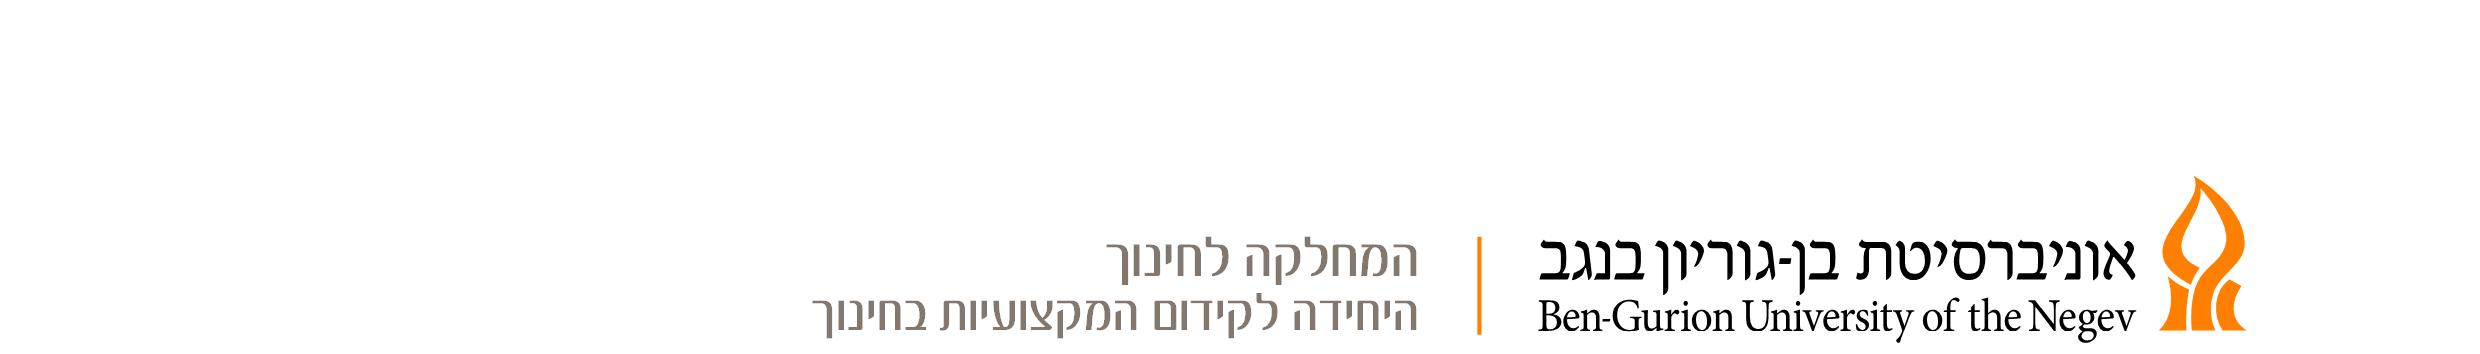 אוניברסיטת בן-גוריון בנגב
Ben-Gurion University of the Negev
המחלקה לחינוך
היחידה לקידום המקצועיות בחינוך